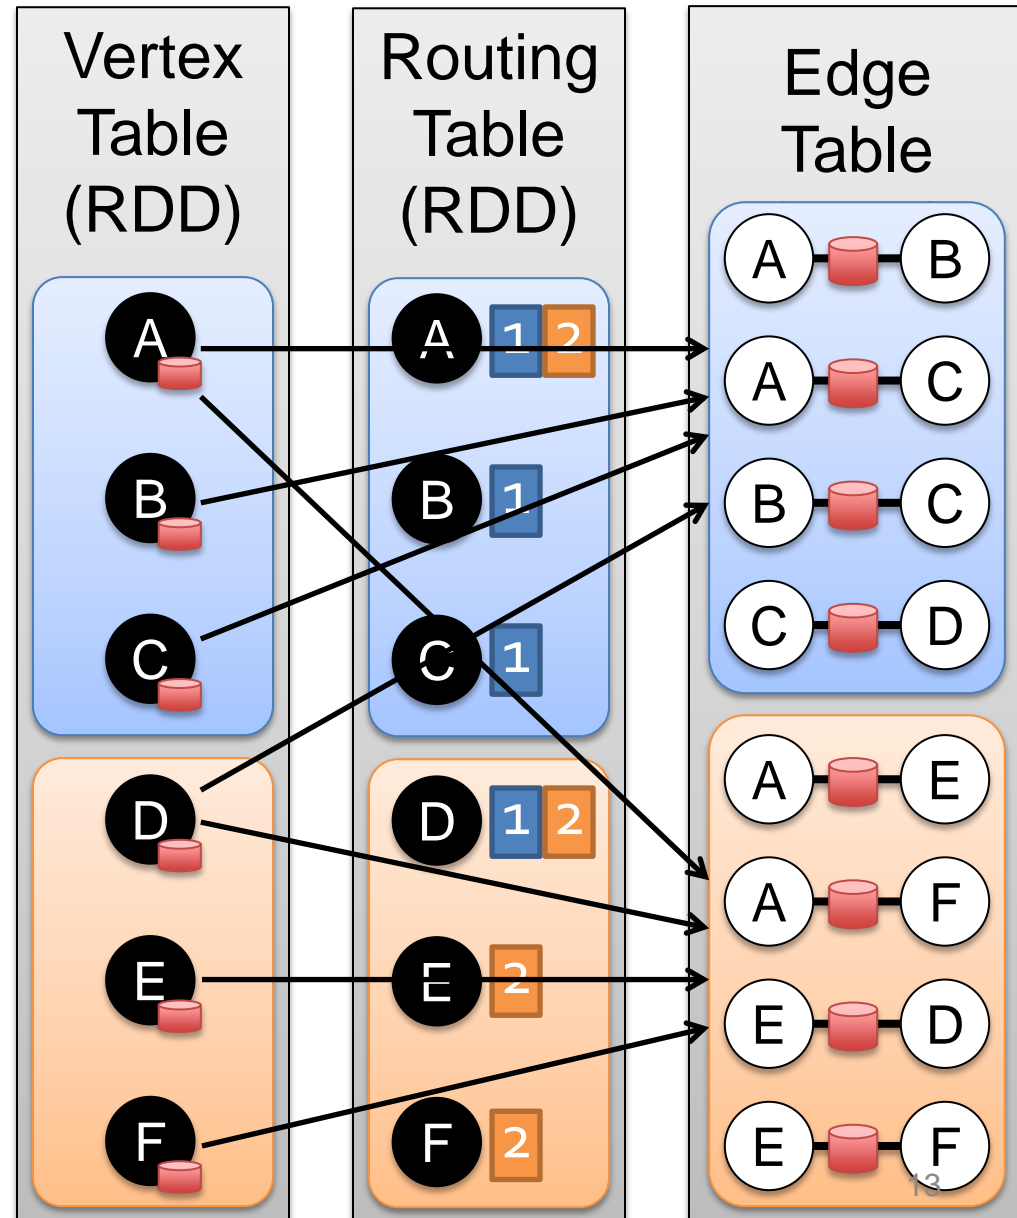 Vertex
Table
(RDD)
A
B
C
D
E
F
Routing
Table
(RDD)
A 1 2
B 1
C 1
D 1 2
E 2
F 2
Edge
Table
A B
A C
B C
C D
A E
A F
E D
E F
13